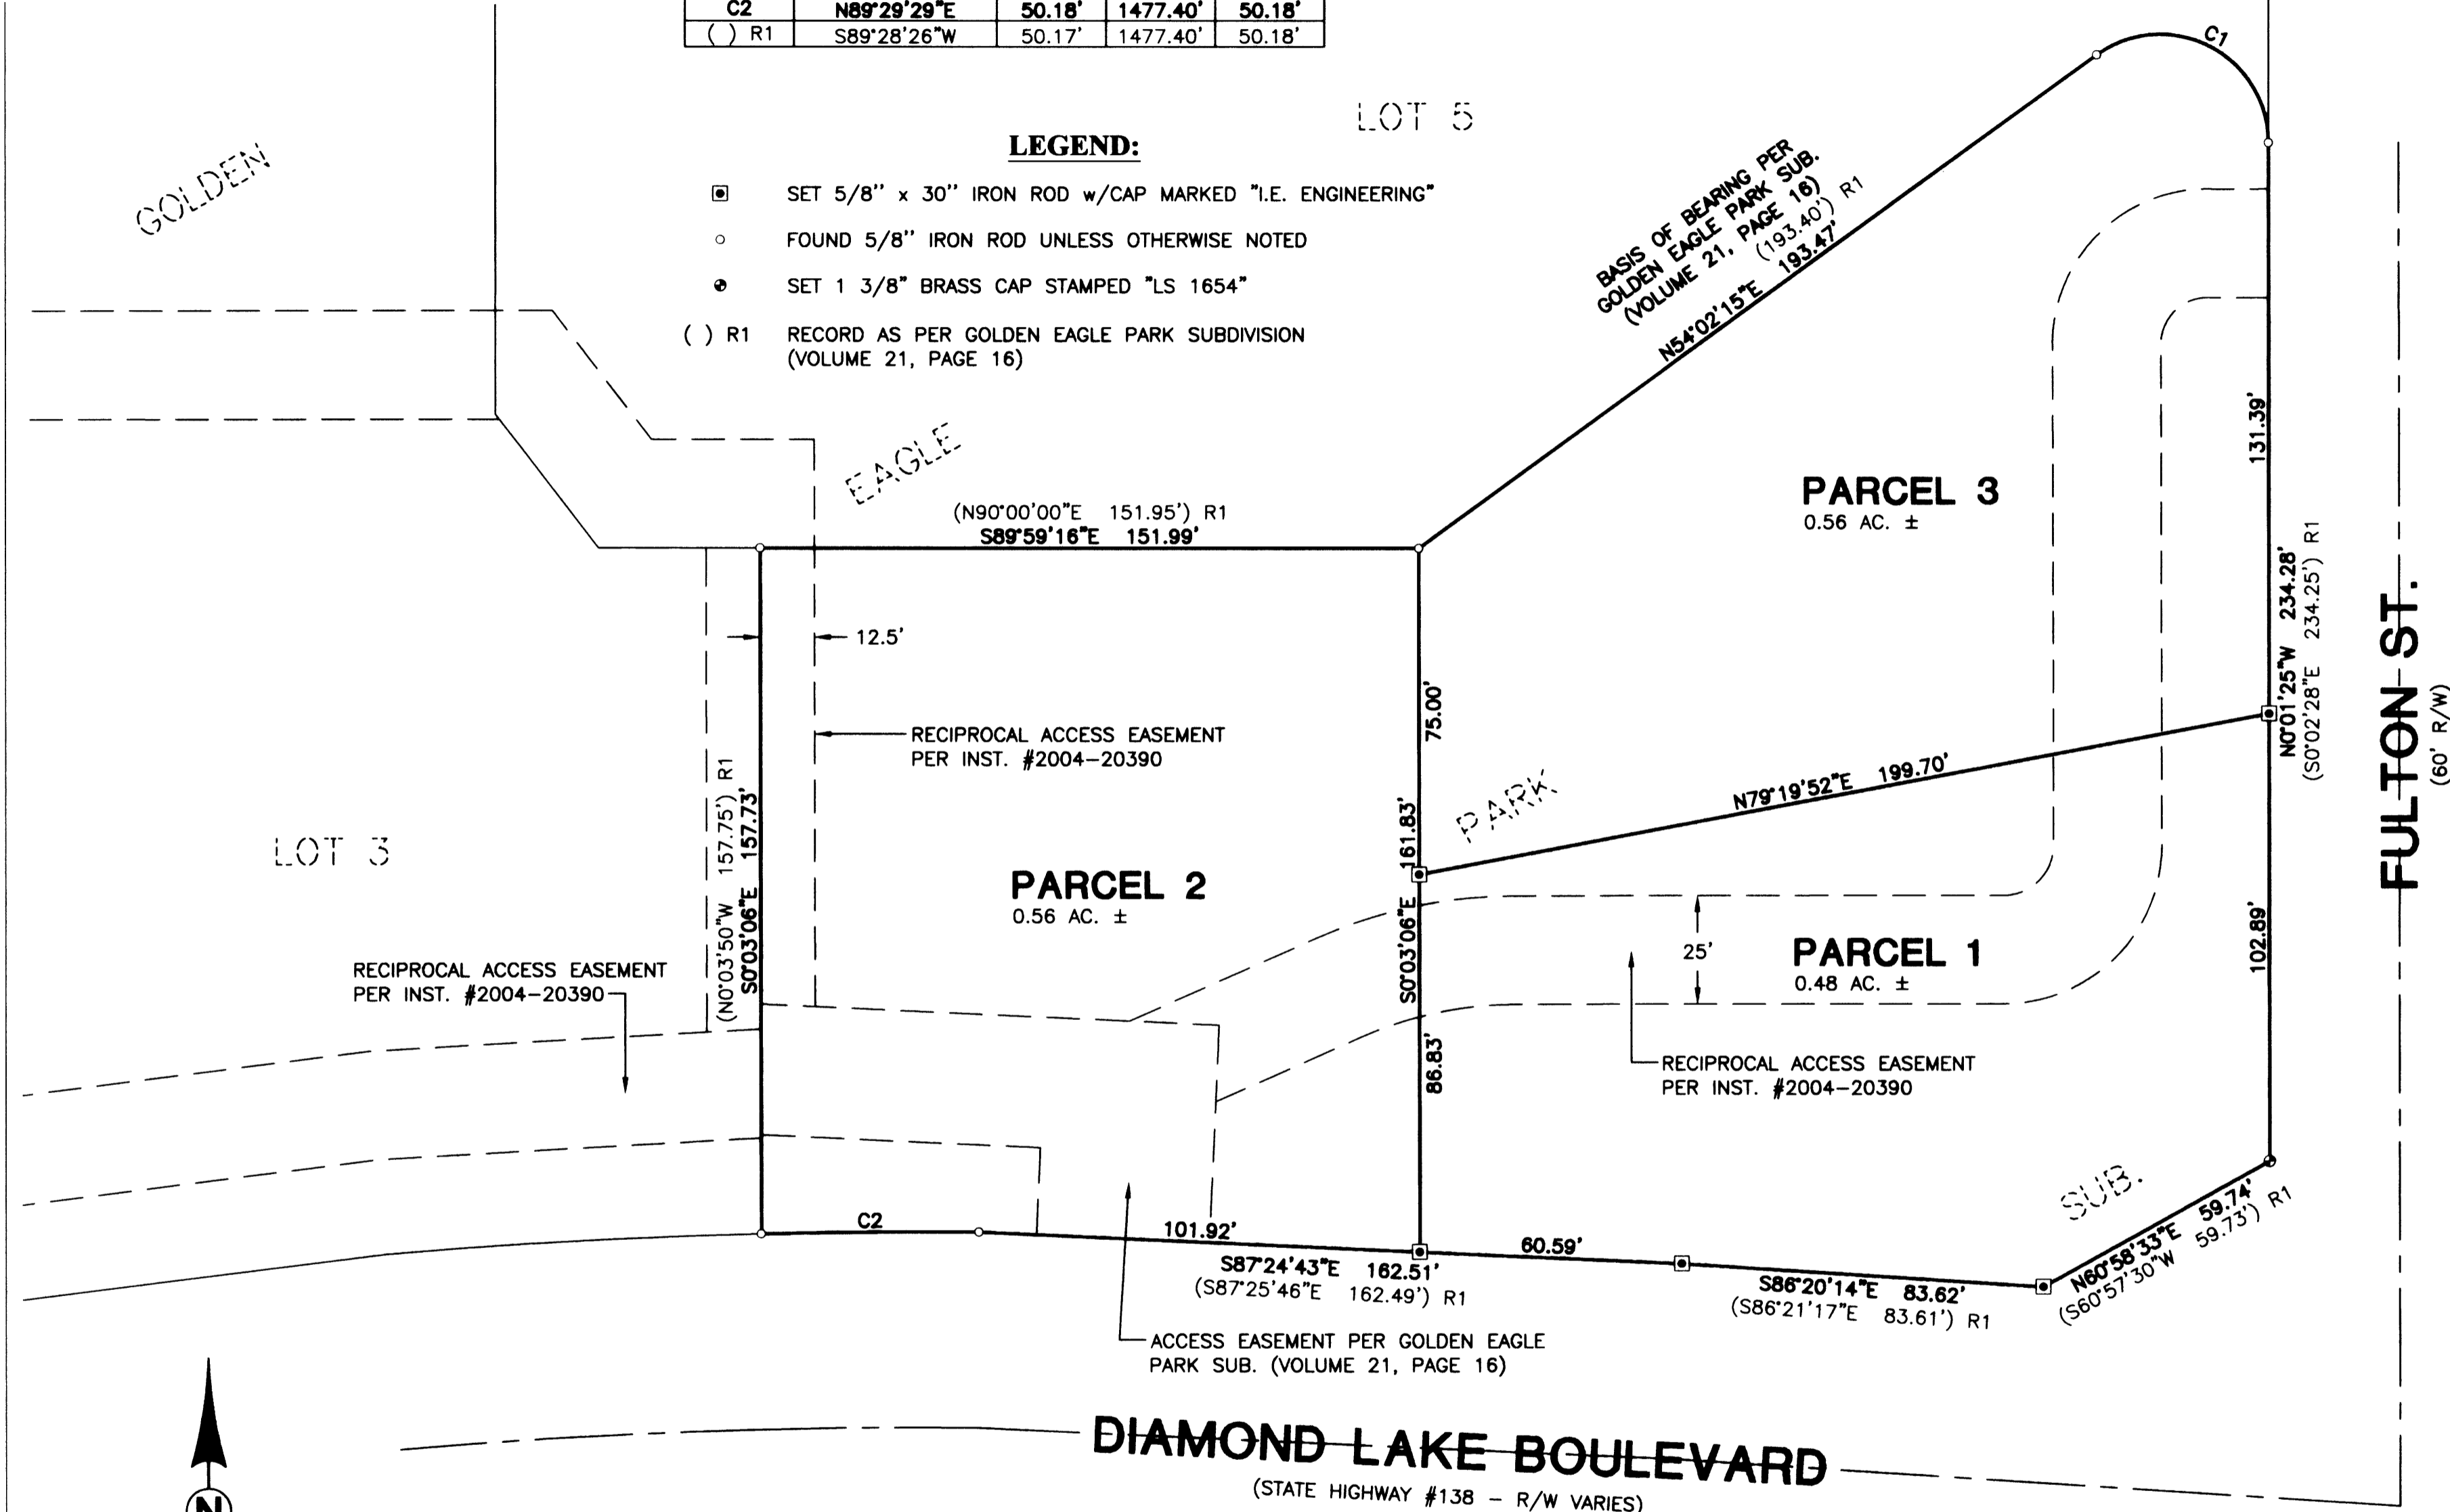 C2 N89°29'29"E 50.18' 1477.40' 50.18'
( ) R1 S89°28'26"W 50.17' 1477.40' 50.18'
C1
LOT 5
LEGEND:
SET 5/8'' x 30'' IRON ROD w/CAP MARKED "I.E. ENGINEERING"
FOUND 5/8'' IRON ROD UNLESS OTHERWISE NOTED
SET 1 3/8" BRASS CAP STAMPED "LS 1654"
( ) R1 RECORD AS PER GOLDEN EAGLE PARK SUBDIVISION
(VOLUME 21, PAGE 16)
GOLDEN
BASIS OF BEARING PER
GOLDEN EAGLE PARK SUB.
(VOLUME 21, PAGE 16)
(193.40') R1
N54°02'15"E 193.47'
131.39'
EAGLE
PARCEL 3
0.56 AC. ±
(N90°00'00"E 151.95') R1
S89°59'16"E 151.99'
12.5'
N0°01'25"W 234.28'
(S0°02'28"E 234.25') R1
FULTON ST.
(60' R/W)
75.00'
RECIPROCAL ACCESS EASEMENT
PER INST. #2004-20390
N79°19'52"E 199.70'
PARK
(N0°03'50"W 157.75') R1
S0°03'06"E 157.73'
S0°03'06"E 161.83'
LOT 3
PARCEL 2
0.56 AC. ±
102.89'
25'
PARCEL 1
0.48 AC. ±
RECIPROCAL ACCESS EASEMENT
PER INST. #2004-20390
86.83'
RECIPROCAL ACCESS EASEMENT
PER INST. #2004-20390
SUB.
C2
101.92'
60.59'
S87°24'43"E 162.51'
(S87°25'46"E 162.49') R1
S86°20'14"E 83.62'
(S86°21'17"E 83.61') R1
N60°58'33"E 59.74'
(S60°57'30"W 59.73') R1
ACCESS EASEMENT PER GOLDEN EAGLE
PARK SUB. (VOLUME 21, PAGE 16)
DIAMOND LAKE BOULEVARD
(STATE HIGHWAY #138 - R/W VARIES)
N